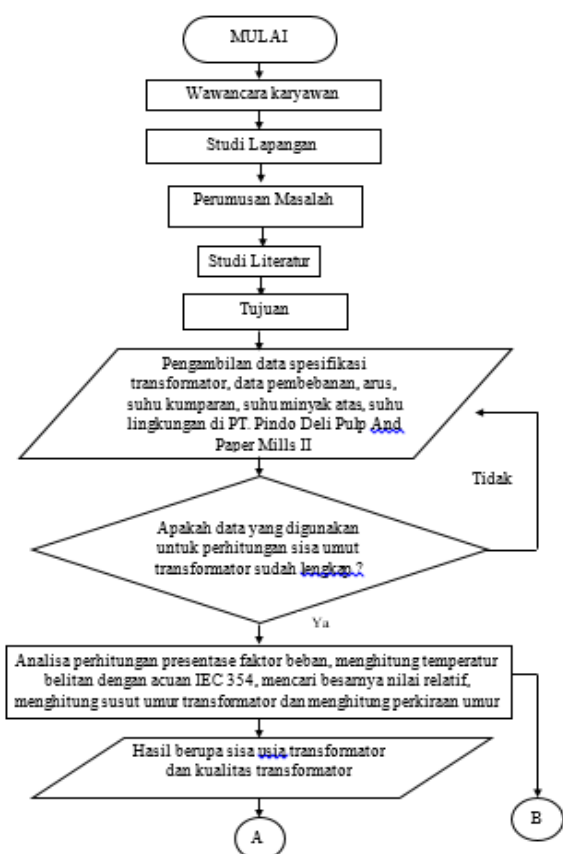 MULAI
Wawancara karyawan
Studi Lapangan
Perumusan Masalah
Studi Literatur
Tujuan
Pengambilan data spesifikasi
transformator, data pembebanan, arus,
suhu kumparan, suhu minyak atas, suhu
lingkungan di PT. Pindo Deli Pulp And
Paper Mills II
Tidak
Apakah data yang digunakan
untuk perhitungan sisa umut
transformator sudah lengkap ?
Ya
Analisa perhitungan presentase faktor beban, menghitung temperatur
belitan dengan acuan IEC 354, mencari besarnya nilai relatif,
menghitung susut umur transformator dan menghitung perkiraan umur
Hasil berupa sisa usia transformator
dan kualitas transformator
B
A